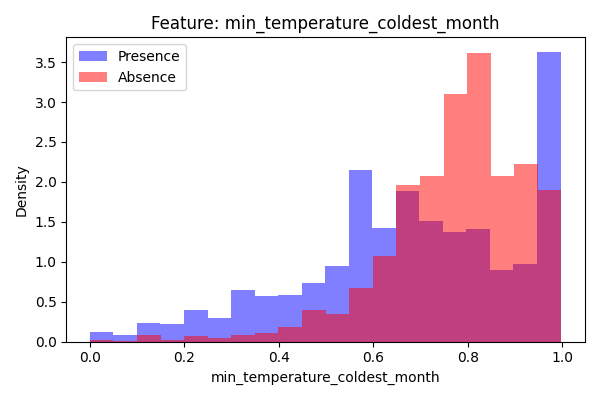 Feature: min_temperature_coldest_month
Presence
Absence
Density
3.5
3.0
2.5
2.0
1.5
1.0
0.5
0.0
0.0 0.2 0.4 0.6 0.8 1.0
min_temperature_coldest_month